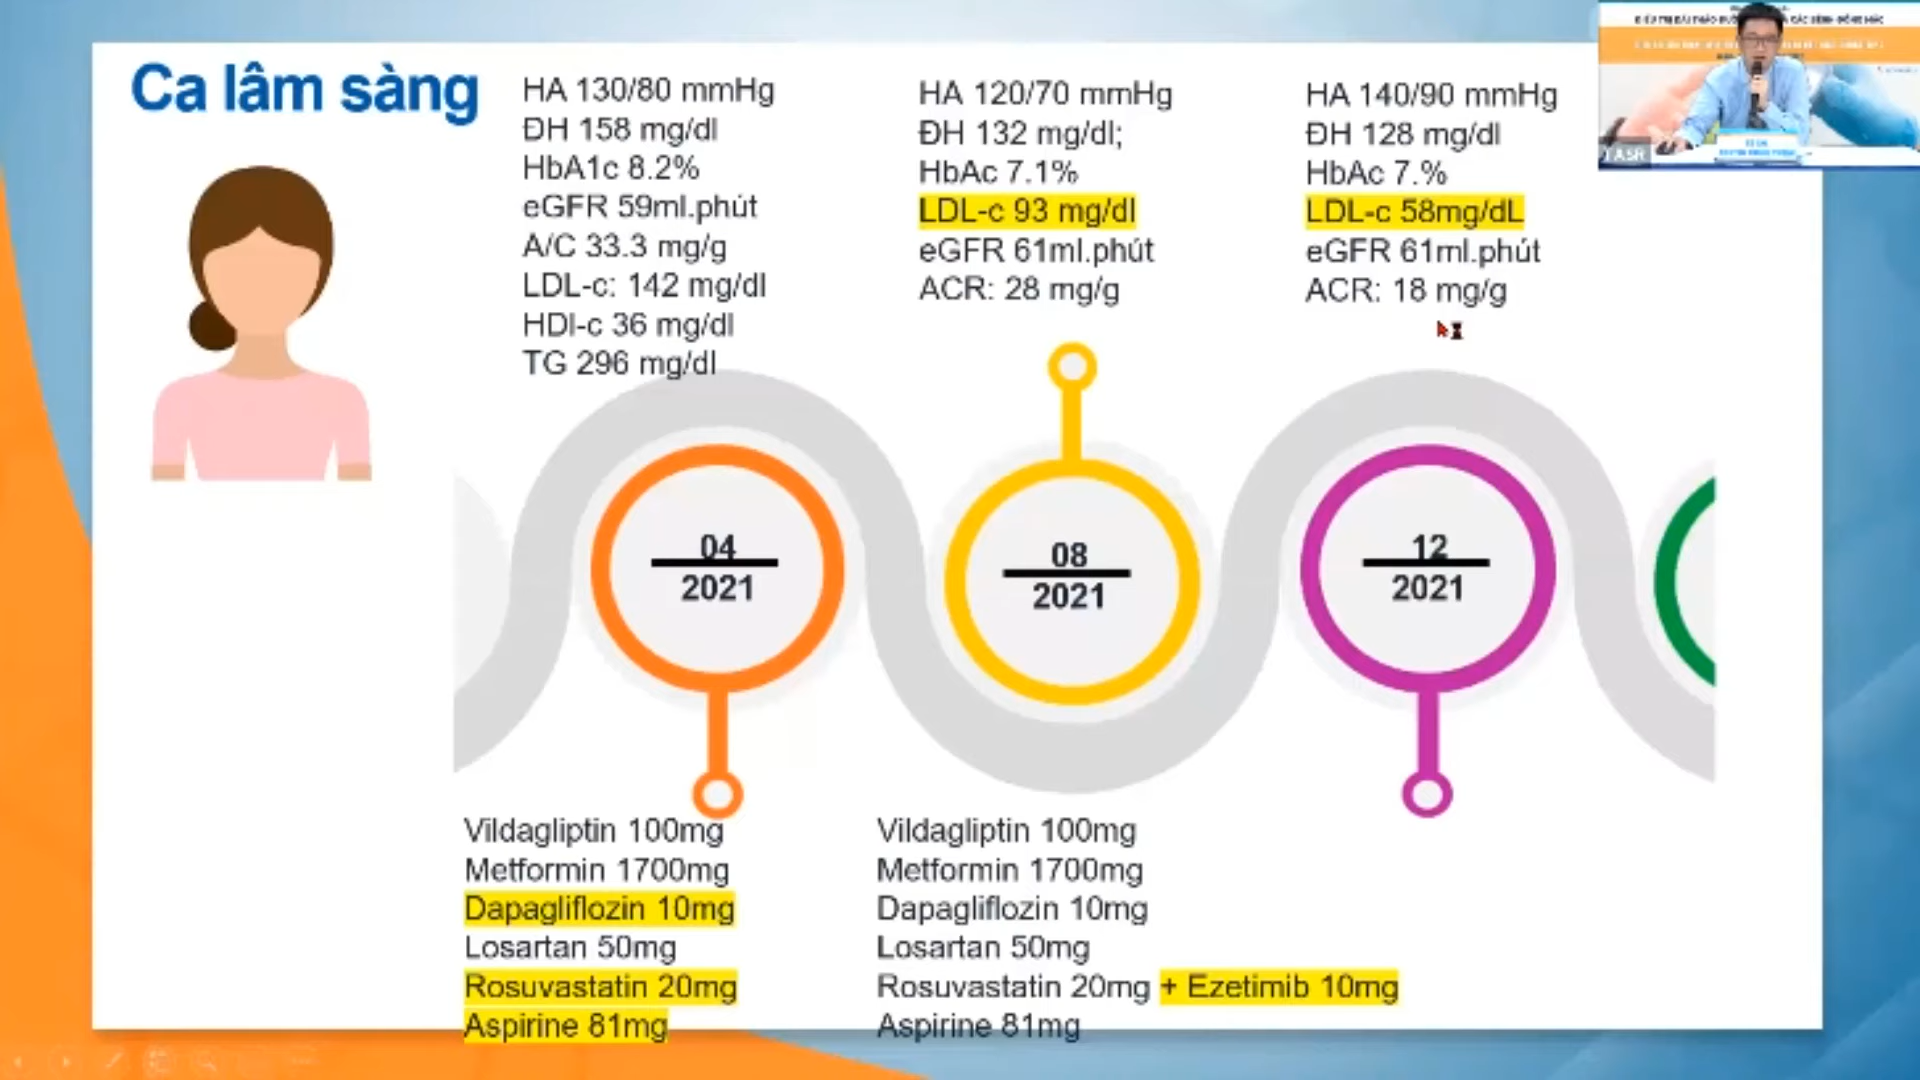 Ca lâm sàng
HA 130/80 mmHg
ĐH 158 mg/dl
HbA1c 8.2%
eGFR 59ml.phút
A/C 33.3 mg/g
LDL-c: 142 mg/dl
HDl-c 36 mg/dl
TG 296 mg/dl
HA 120/70 mmHg
ĐH 132 mg/dl;
HbAc 7.1%
LDL-c 93 mg/dl
eGFR 61ml.phút
ACR: 28 mg/g
HA 140/90 mmHg
ĐH 128 mg/dl
HbAc 7.%
LDL-c 58mg/dL
eGFR 61ml.phút
ACR: 18 mg/g
04
2021
08
2021
12
2021
Vildagliptin 100mg
Metformin 1700mg
Dapagliflozin 10mg
Losartan 50mg
Rosuvastatin 20mg
Aspirine 81mg
Vildagliptin 100mg
Metformin 1700mg
Dapagliflozin 10mg
Losartan 50mg
Rosuvastatin 20mg + Ezetimib 10mg
Aspirine 81mg